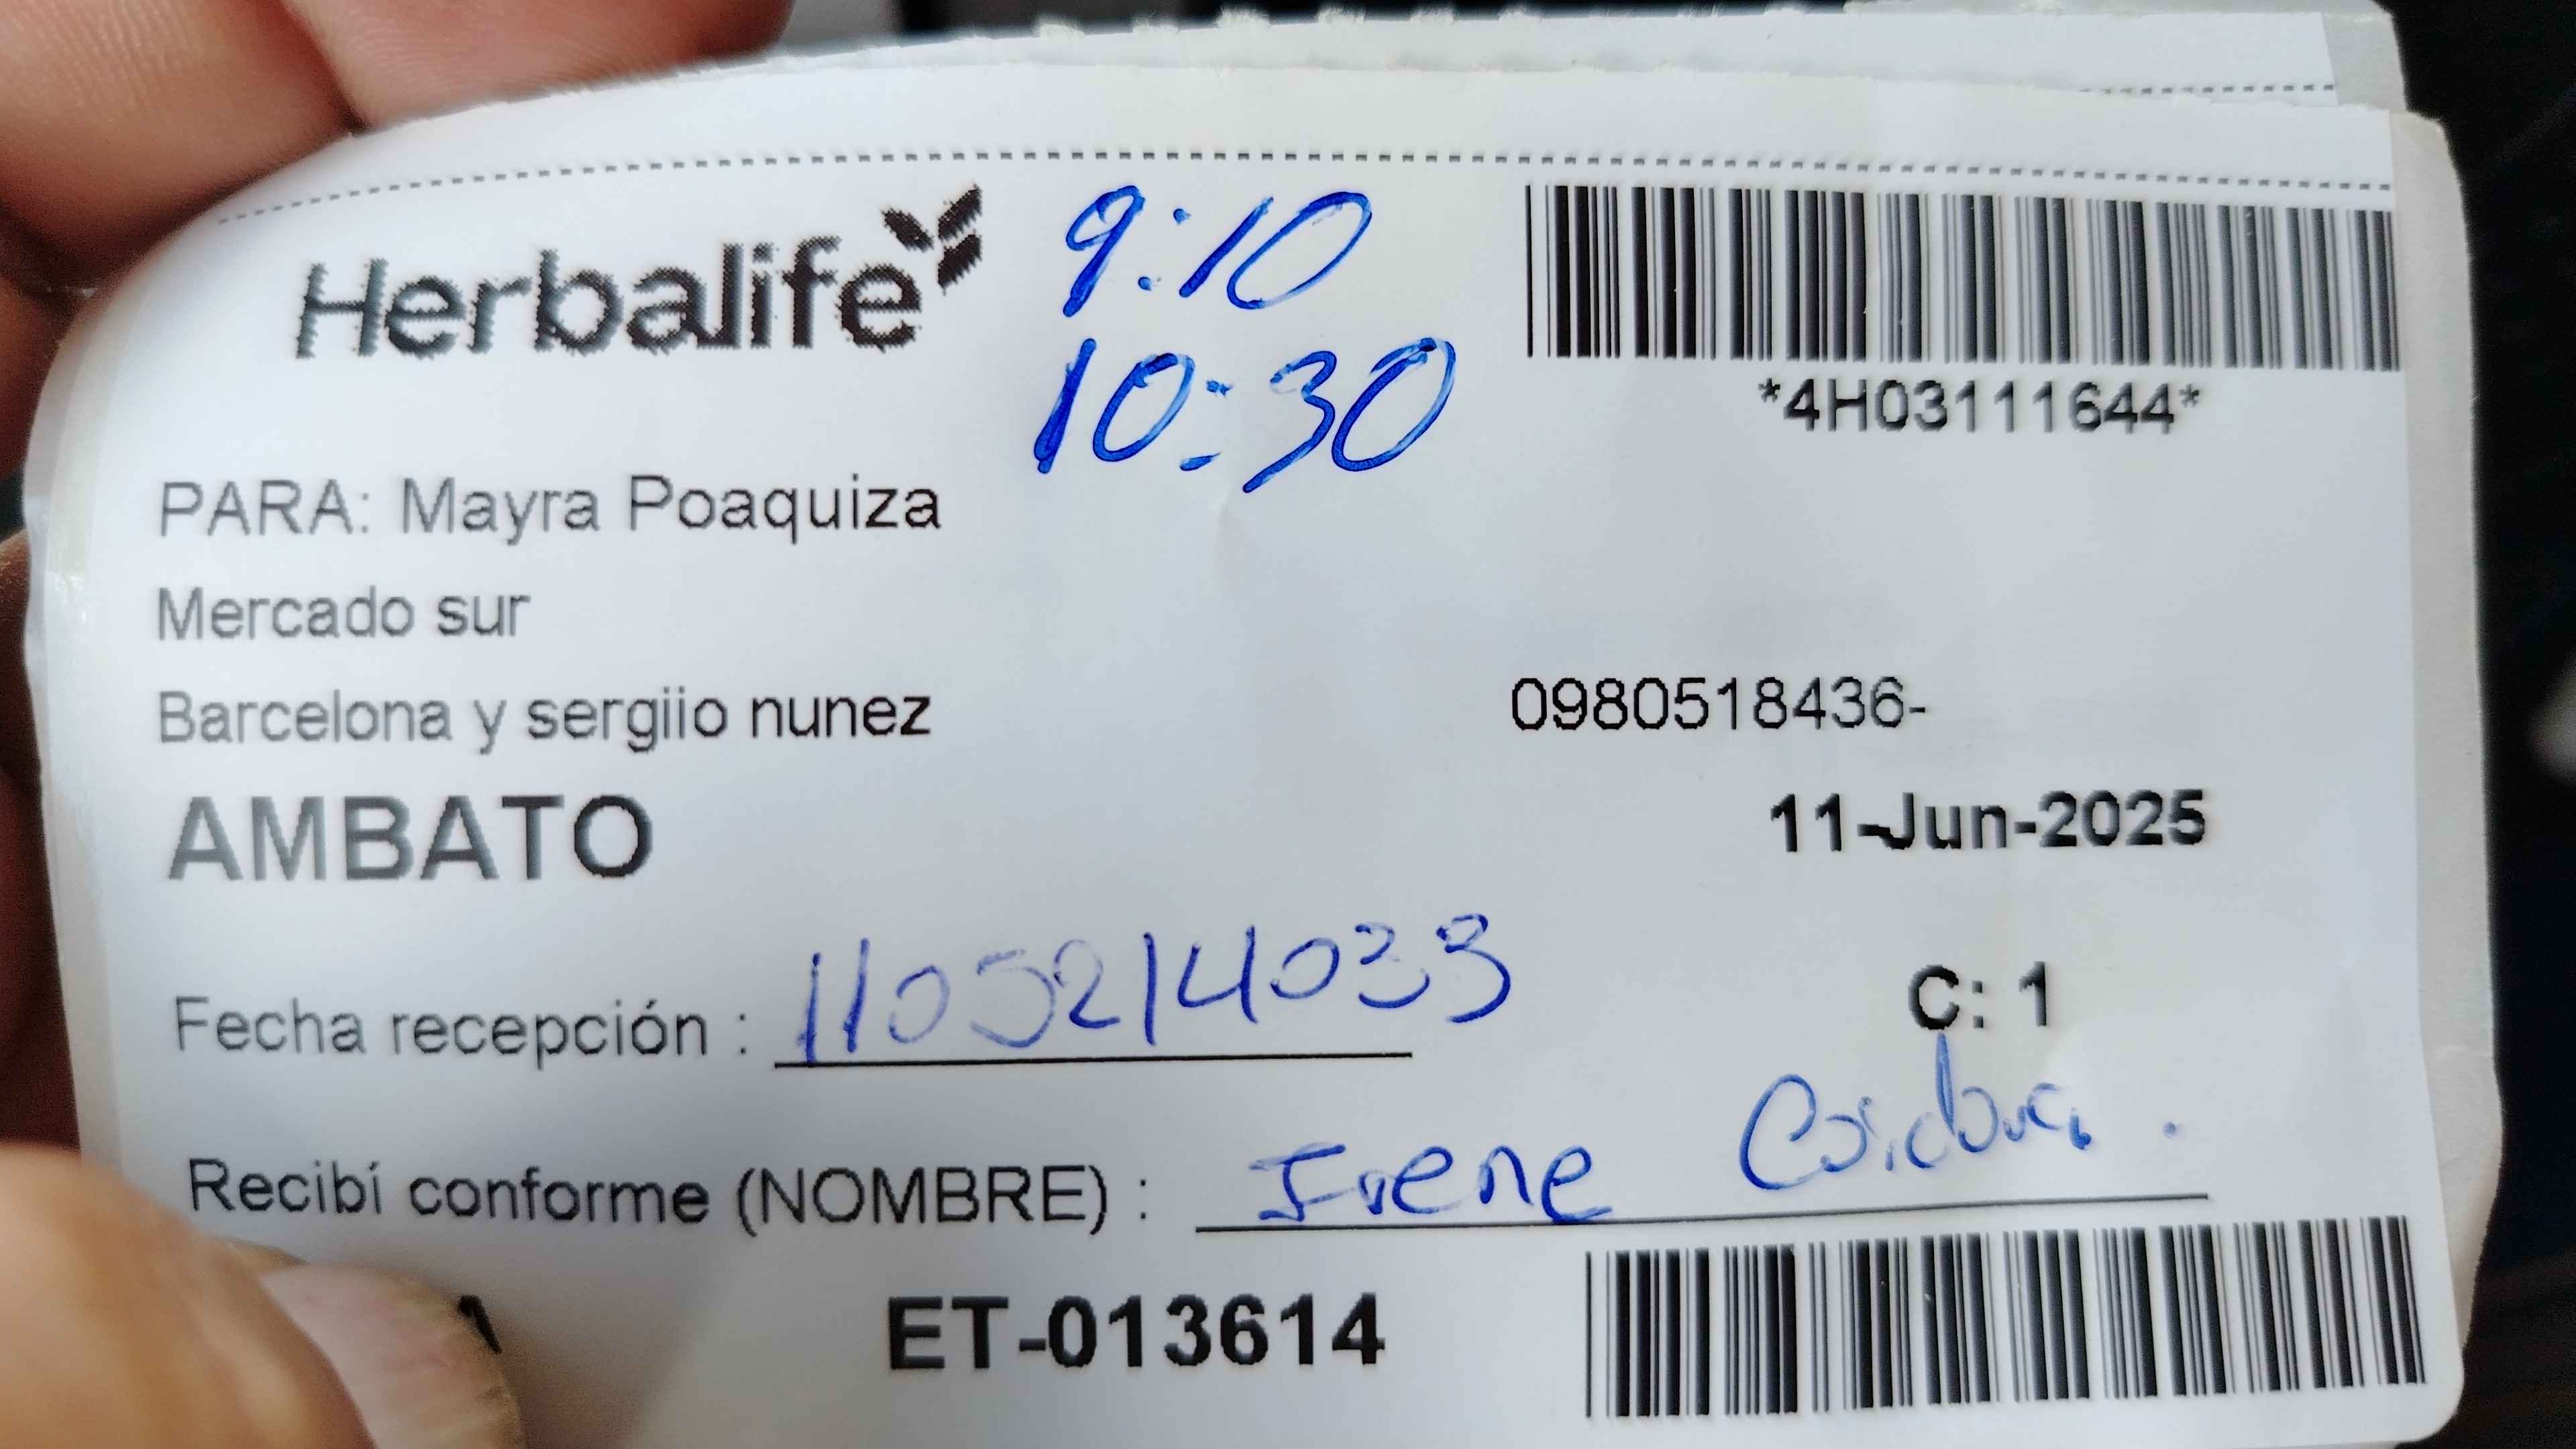 Herbalife
9:10
10:30
*4H03111644*
PARA: Mayra Poaquiza
Mercado sur
Barcelona y sergiio nunez
0980518436-
AMBATO
11-Jun-2025
Fecha recepción : 1105214033
C: 1
Recibí conforme (NOMBRE) : Irene Córdova.
ET-013614